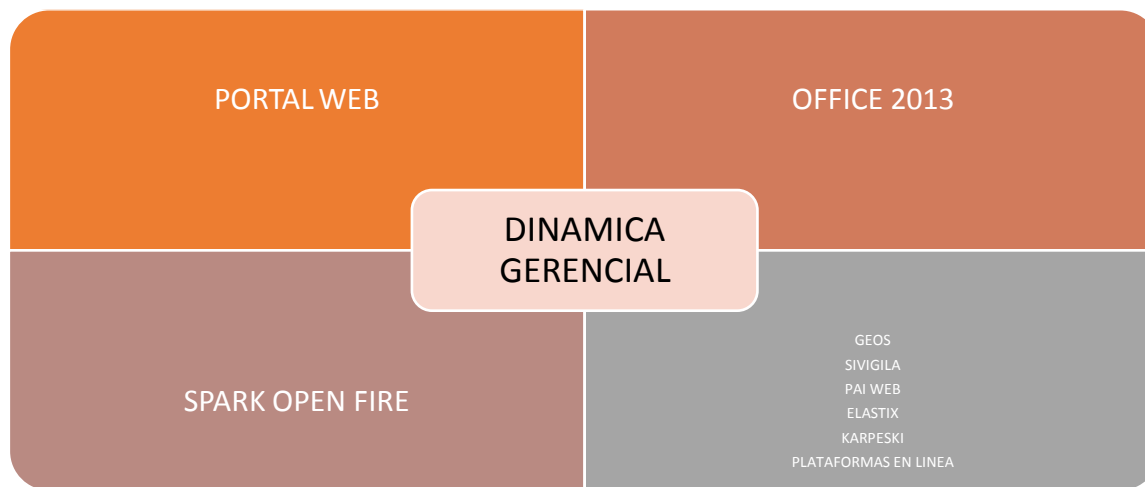 PORTAL WEB
OFFICE 2013
DINAMICA
GERENCIAL
SPARK OPEN FIRE
GEOS
SIVIGILA
PAI WEB
ELASTIX
KARPESKI
PLATAFORMAS EN LINEA